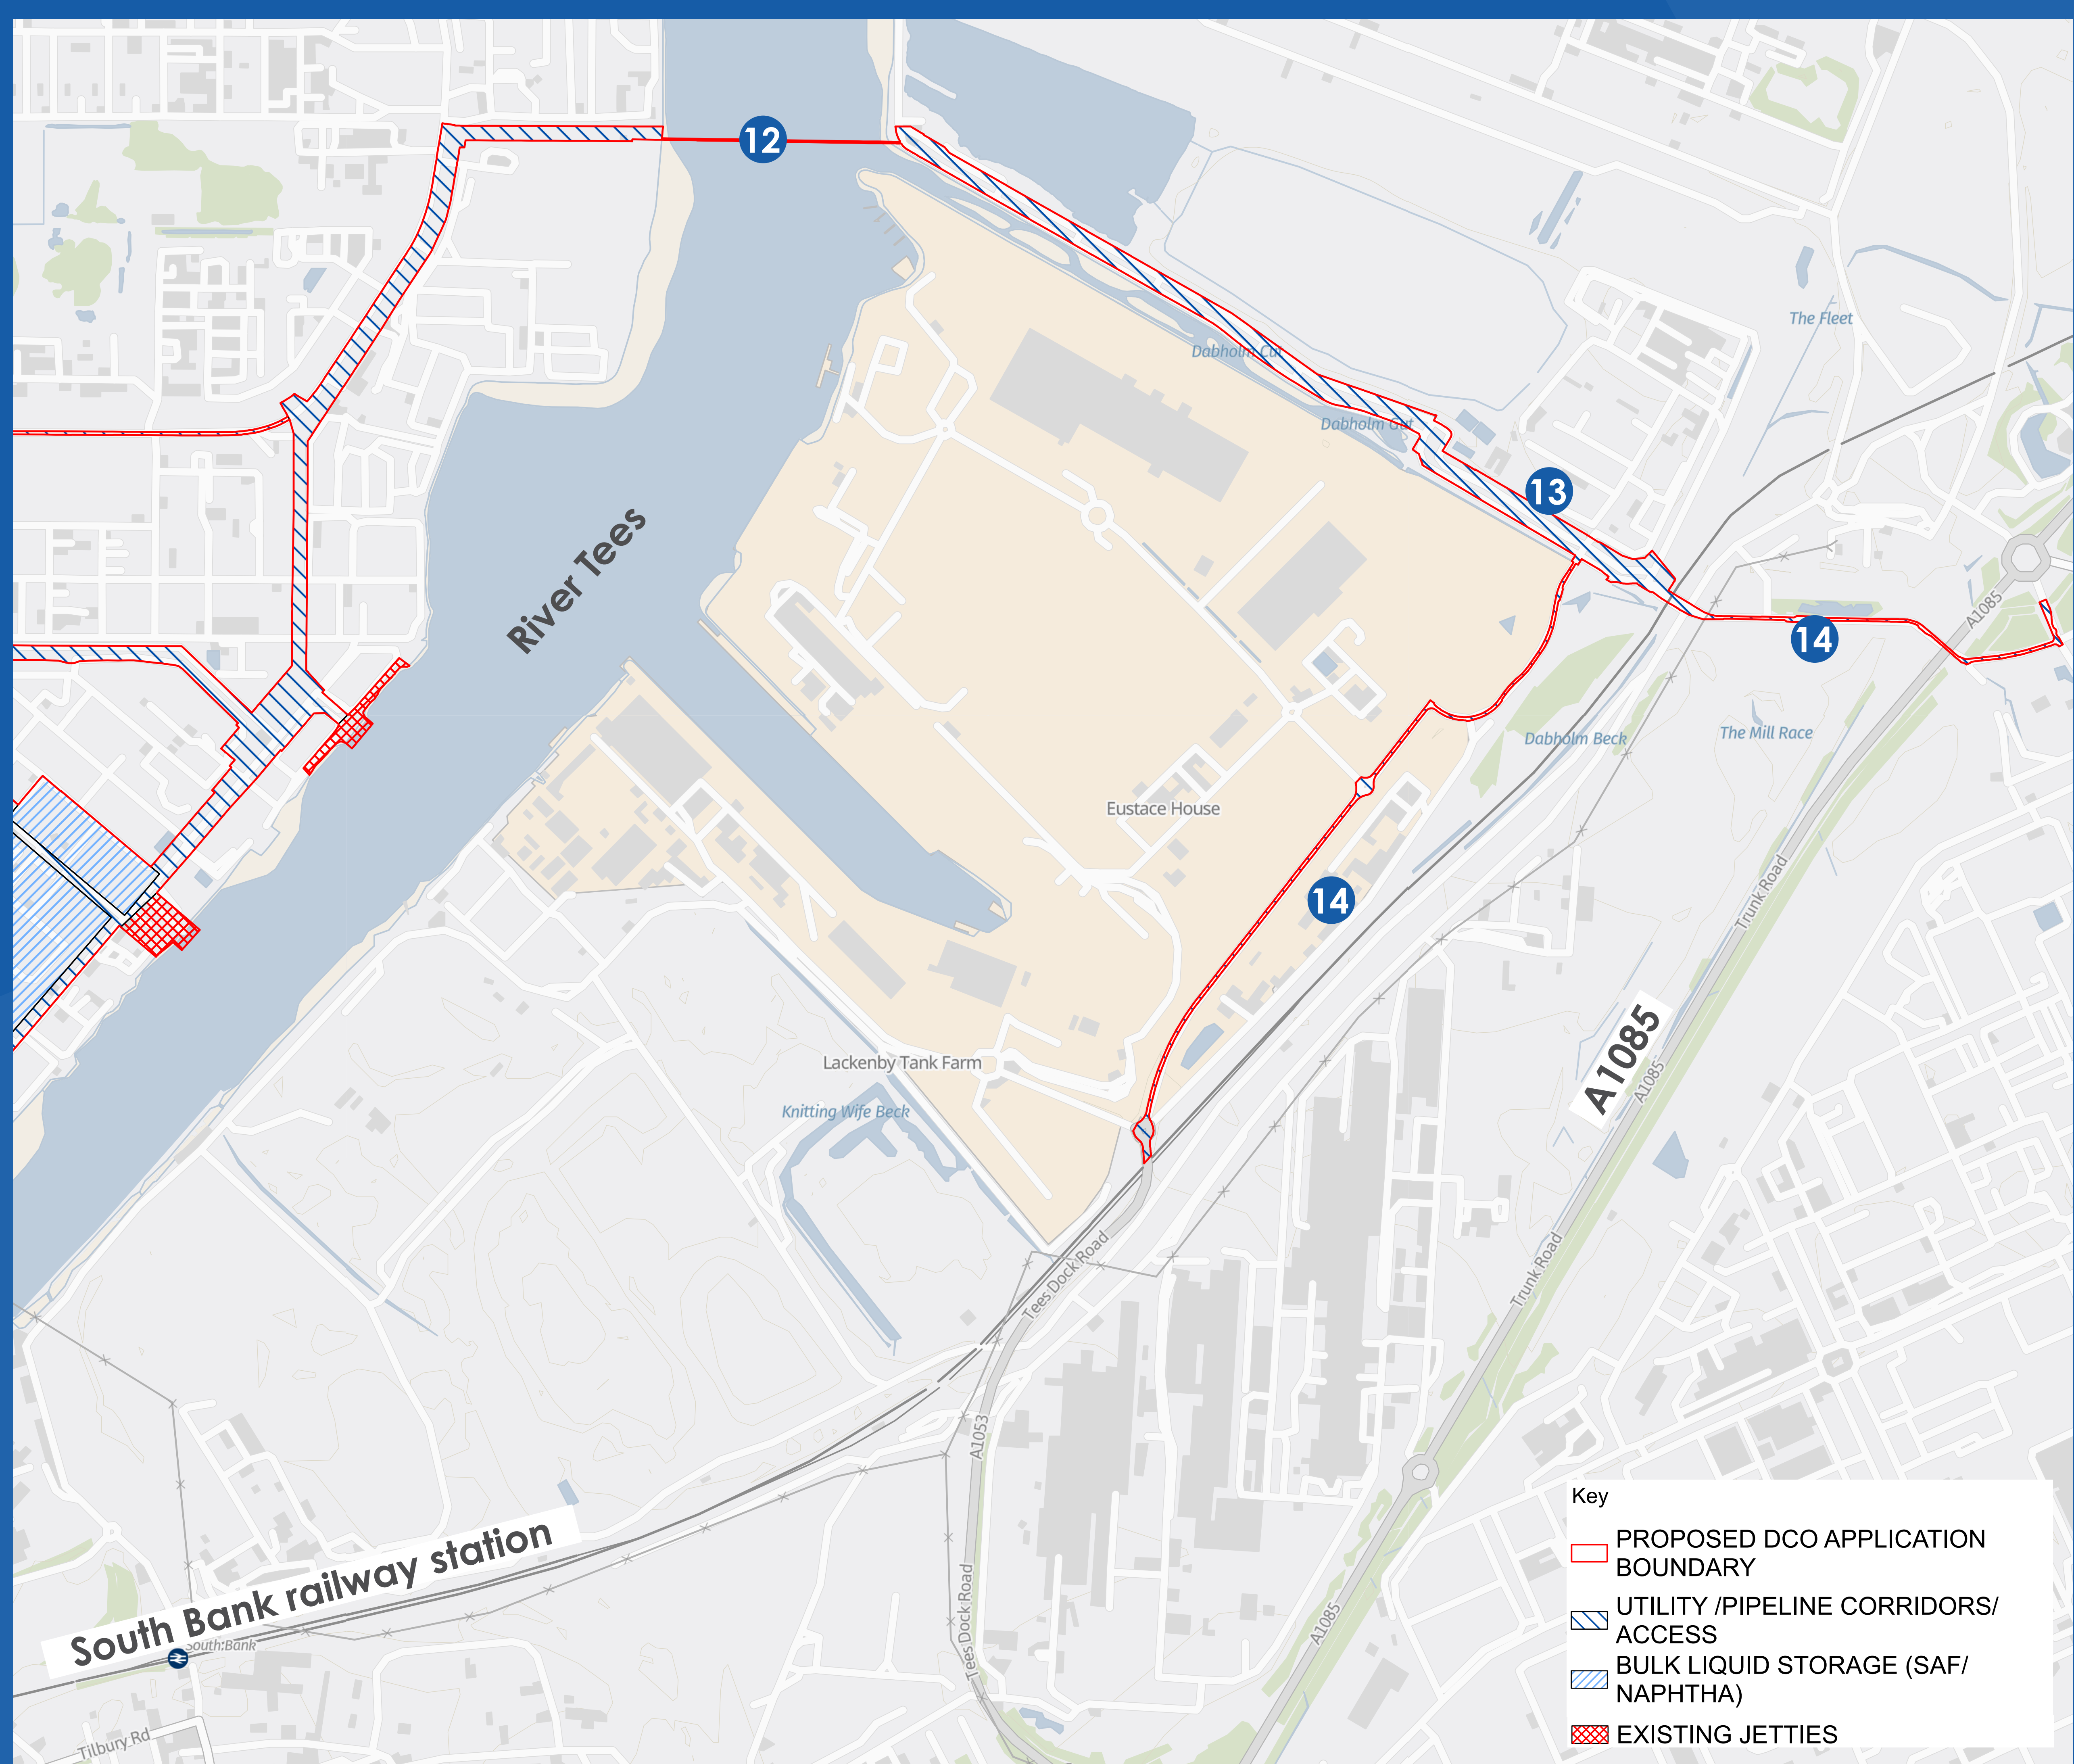 12
The Fleet
Dabholm Cut
Dabholm Gut
13
River Tees
A1085
14
The Mill Race
Dabholm Beck
Eustace House
14
Trunk Road
A1085
A1085
Lackenby Tank Farm
Knitting Wife Beck
Tees Dock Road
Trunk Road
A1053
South Bank railway station
South Bank
Tees Dock Road
A1085
Tilbury Rd
Key
PROPOSED DCO APPLICATION
BOUNDARY
UTILITY /PIPELINE CORRIDORS/
ACCESS
BULK LIQUID STORAGE (SAF/
NAPHTHA)
EXISTING JETTIES